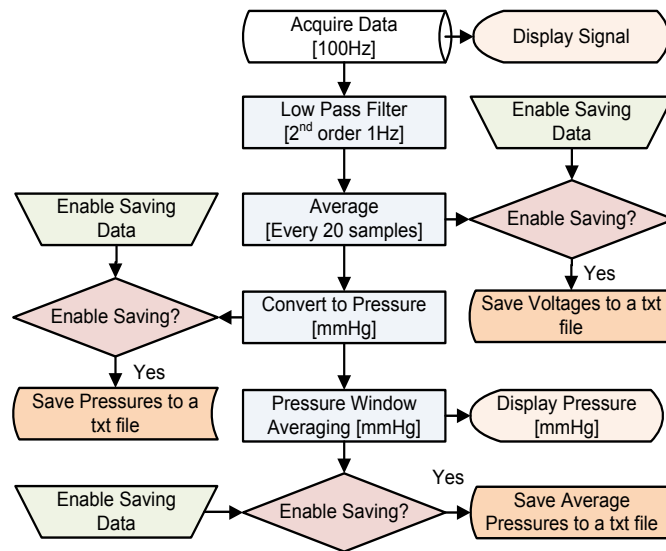 Acquire Data
[100Hz]
Display Signal
Low Pass Filter
[2nd order 1Hz]
Enable Saving
Data
Enable Saving
Data
Average
[Every 20 samples]
Enable Saving?
Yes
Enable Saving?
Convert to Pressure
[mmHg]
Save Voltages to a txt
file
Yes
Save Pressures to a
txt file
Pressure Window
Averaging [mmHg]
Display Pressure
[mmHg]
Enable Saving
Data
Enable Saving?
Yes
Save Average
Pressures to a txt file